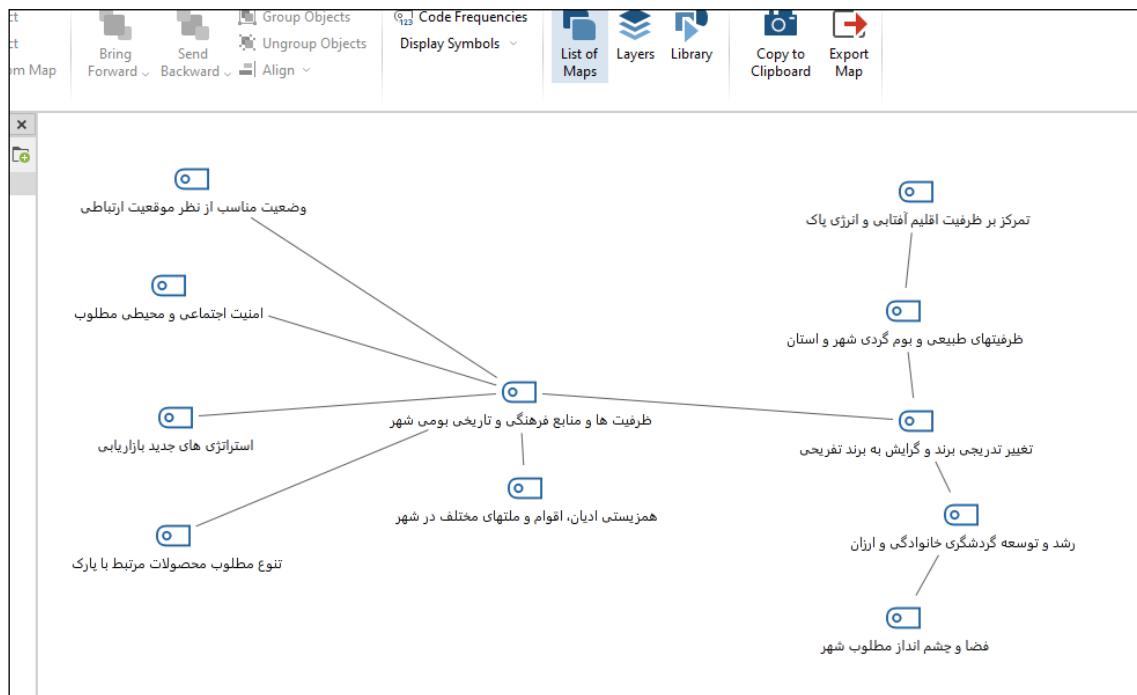 ct
ct
om Map
Bring
Forward
Send
Backward
Group Objects
Ungroup Objects
Align
123
Code Frequencies
Display Symbols
List of
Maps
Layers
Library
Copy to
Clipboard
Export
Map
وضعیت مناسب از نظر موقعیت ارتباطی
تمرکز بر ظرفیت اقلیم آفتابی و انرژی پاک
امنیت اجتماعی و محیطی مطلوب
ظرفیتهای طبیعی و بوم گردی شهر و استان
ظرفیت ها و منابع فرهنگی و تاریخی بومی شهر
استراتژی های جدید بازاریابی
تغییر تدریجی برند و گرایش به برند تفریحی
همزیستی ادیان، اقوام و ملتهای مختلف در شهر
رشد و توسعه گردشگری خانوادگی و ارزان
تنوع مطلوب محصولات مرتبط با پارک
فضا و چشم انداز مطلوب شهر